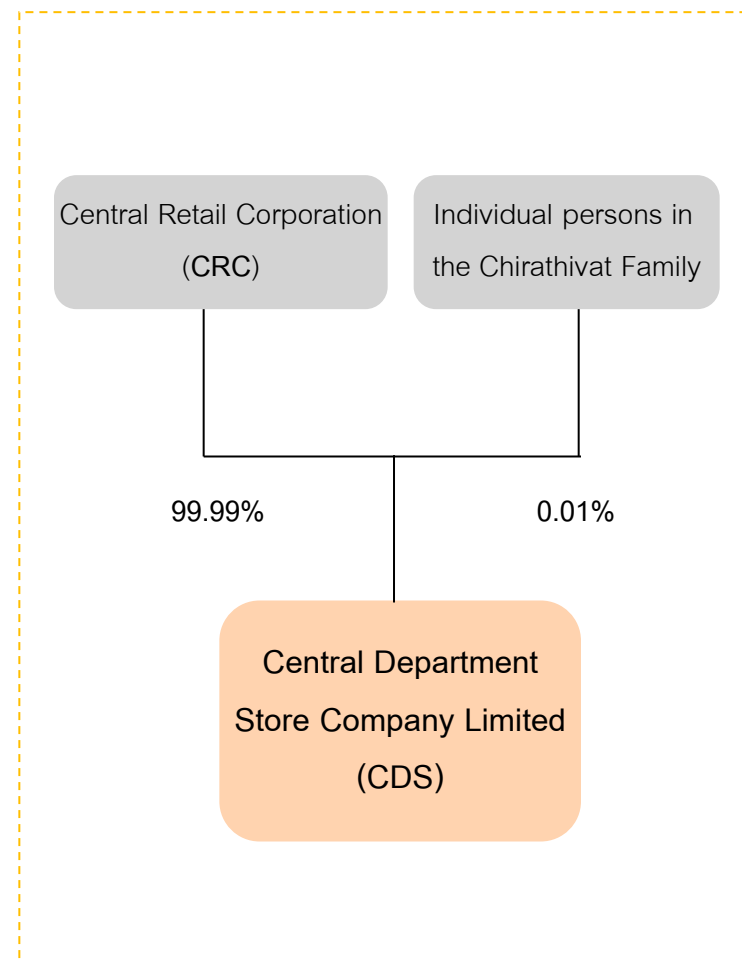 Central Retail Corporation
(CRC)
Individual persons in
the Chirathivat Family
99.99%
0.01%
Central Department
Store Company Limited
(CDS)